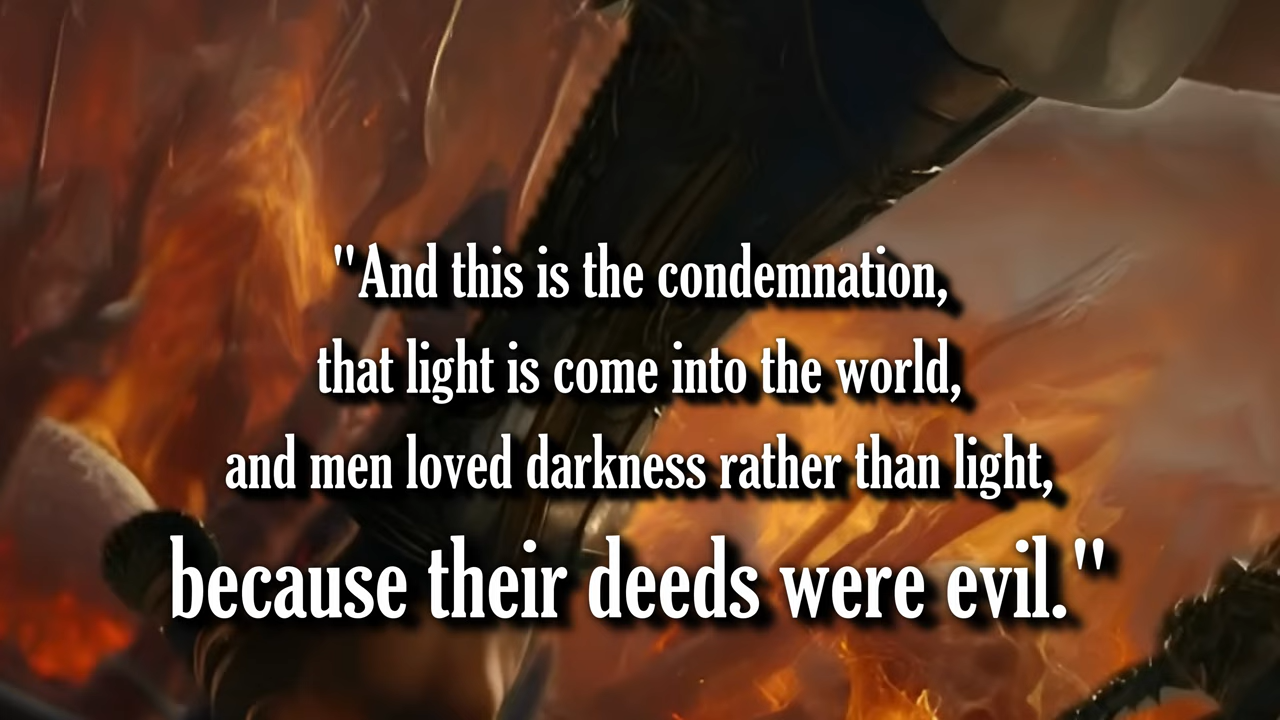 "And this is the condemnation,
that light is come into the world,
and men loved darkness rather than light,
because their deeds were evil."